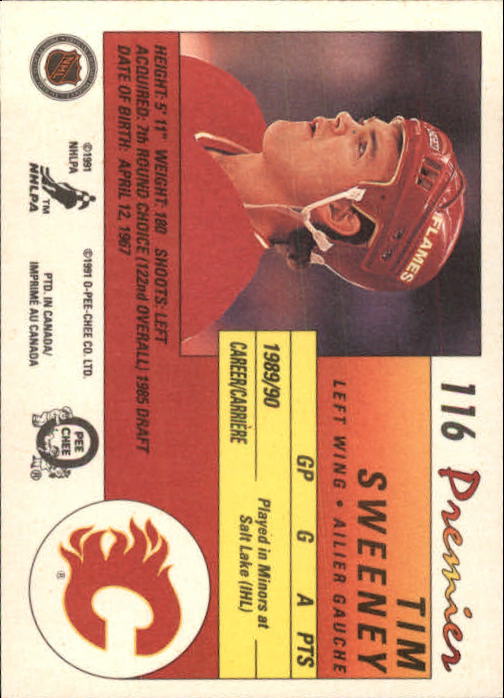 116 Premier
TIM
SWEENEY
LEFT WING • AILIER GAUCHE
FLAMES
GP G A PTS
1989/90 Played in Minors at
Salt Lake (IHL)
CAREER/CARRIÈRE
HEIGHT: 5' 11" WEIGHT: 180 SHOOTS: LEFT
ACQUIRED: 7th ROUND CHOICE (122nd OVERALL) 1985 DRAFT
DATE OF BIRTH: APRIL 12, 1967
NHL
©1991
NHLPA
NHLPA
TM
©1991 O-PEE-CHEE CO. LTD.
PTD. IN CANADA/
IMPRIMÉ AU CANADA
O
PEE
CHEE
®
C
®